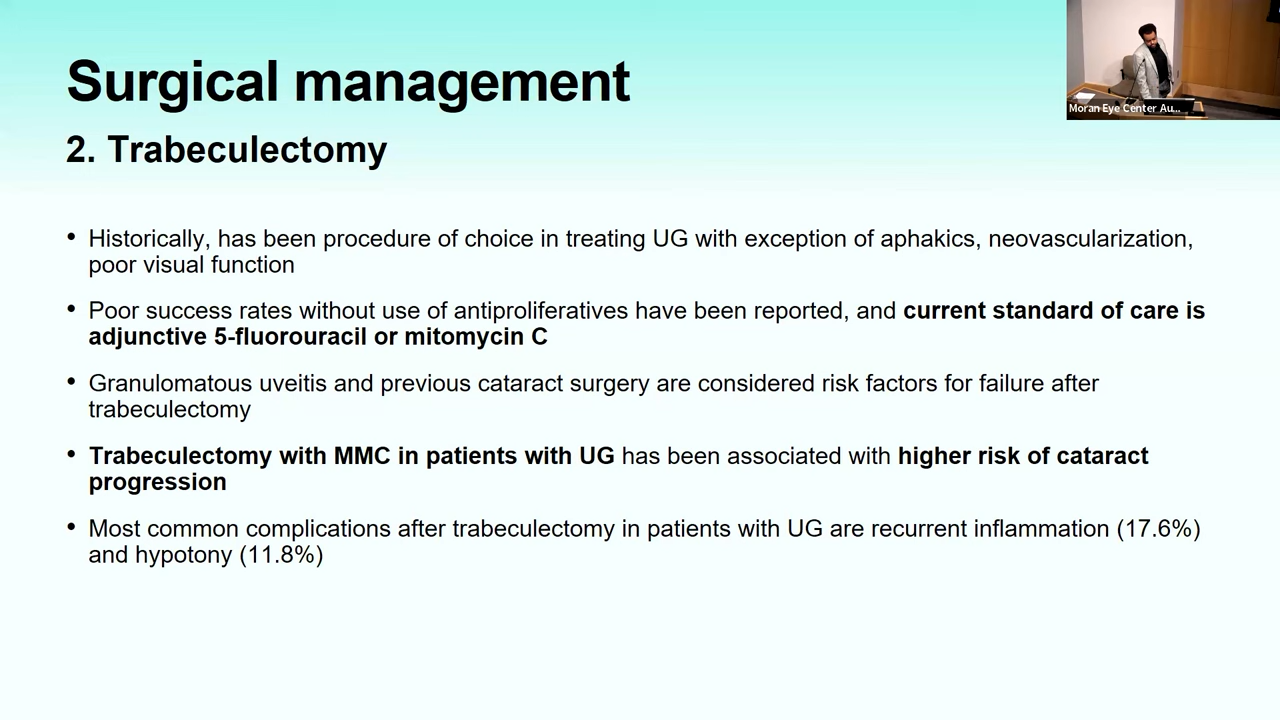 Surgical management
Moran Eye Center Au...
2. Trabeculectomy
• Historically, has been procedure of choice in treating UG with exception of aphakics, neovascularization,
poor visual function
• Poor success rates without use of antiproliferatives have been reported, and current standard of care is
adjunctive 5-fluorouracil or mitomycin C
• Granulomatous uveitis and previous cataract surgery are considered risk factors for failure after
trabeculectomy
• Trabeculectomy with MMC in patients with UG has been associated with higher risk of cataract
progression
• Most common complications after trabeculectomy in patients with UG are recurrent inflammation (17.6%)
and hypotony (11.8%)